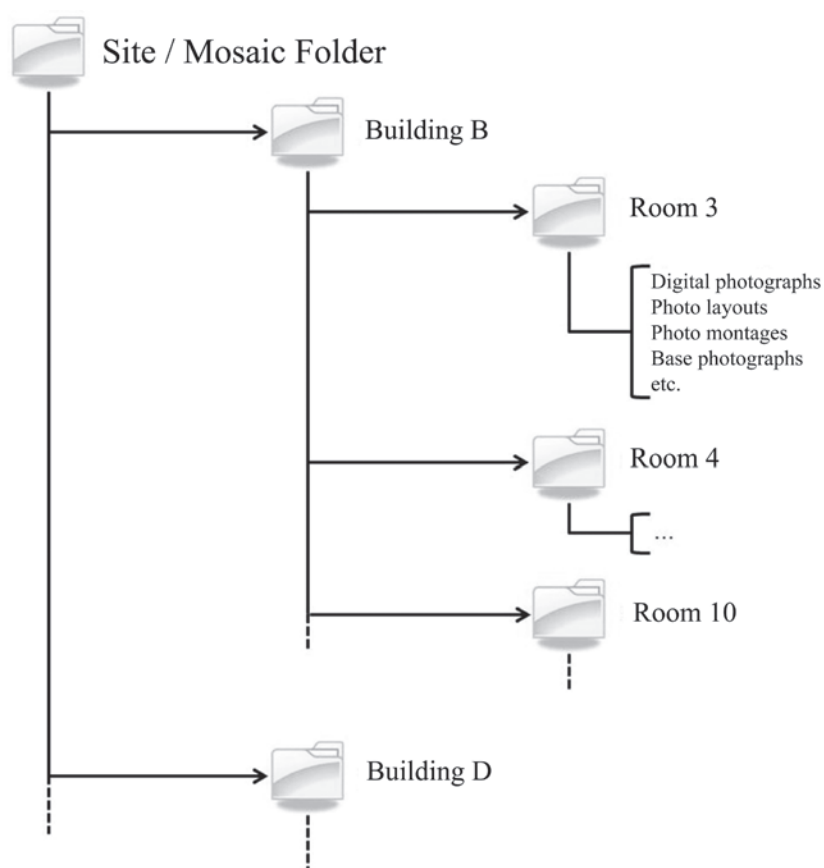 Site / Mosaic Folder
Building B
Room 3
Digital photographs
Photo layouts
Photo montages
Base photographs
etc.
Room 4
...
Room 10
Building D